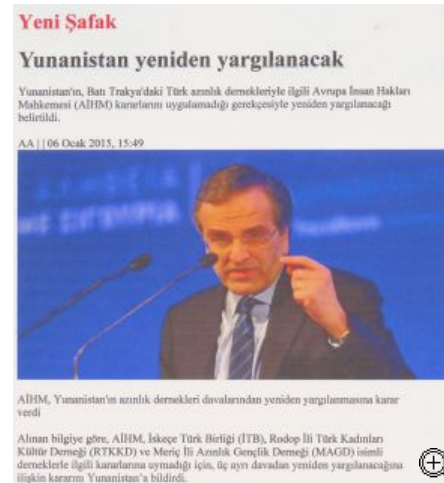 Yeni Şafak
Yunanistan yeniden yargılanacak
Yunanistan'ın, Batı Trakya'daki Türk azınlık dernekleriyle ilgili Avrupa İnsan Hakları
Mahkemesi (AİHM) kararlarını uygulamadığı gerekçesiyle yeniden yargılanacağı
belirtildi.
AA | | 06 Ocak 2015, 15:49
AİHM, Yunanistan'ın azınlık dernekleri davalarından yeniden yargılanmasına karar
verdi
Alınan bilgiye göre, AİHM, İskeçe Türk Birliği (İTB), Rodop İli Türk Kadınları
Kültür Derneği (RTKKD) ve Meriç İli Azınlık Gençlik Derneği (MAGD) isimli
derneklerle ilgili kararlarına uymadığı için, üç ayrı davadan yeniden yargılanacağına
ilişkin kararını Yunanistan'a bildirdi.